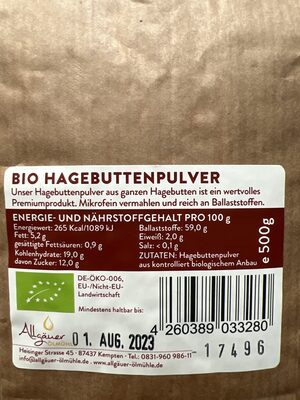 BIO HAGEBUTTENPULVER
Unser Hagebuttenpulver aus ganzen Hagebutten ist ein wertvolles
Premiumprodukt. Mikrofein vermahlen und reich an Ballaststoffen.
ENERGIE- UND NÄHRSTOFFGEHALT PRO 100 g
Energiewert: 265 Kcal/1089 kJ
Fett: 5,2 g
gesättigte Fettsäuren: 0,9 g
Kohlenhydrate: 19,0 g
davon Zucker: 12,0 g
Ballaststoffe: 59,0 g
Eiweiß: 2,0 g
Salz: < 0,1 g
ZUTATEN: Hagebuttenpulver
aus kontrolliert biologischem Anbau
e 500g
DE-ÖKO-006,
EU-/Nicht-EU-
Landwirtschaft
Mindestens haltbar bis:
01. AUG. 2023
4 260389 033280
17496
Allgäuer
ÖLMÜHLE
Heisinger Strasse 45 · 87437 Kempten · Tel.: 0831-960 986-11
info@allgäuer-ölmühle.de
www.allgäuer-ölmühle.de